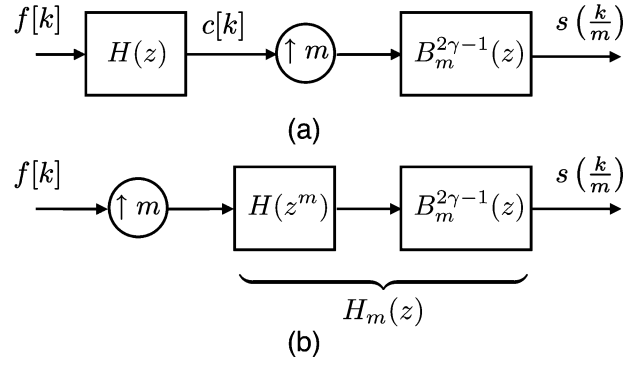 f[k] c[k] s(k/m)
H(z) ↑ m B_m^{2γ−1}(z)
(a)
f[k] s(k/m)
↑ m H(z^m) B_m^{2γ−1}(z)
H_m(z)
(b)